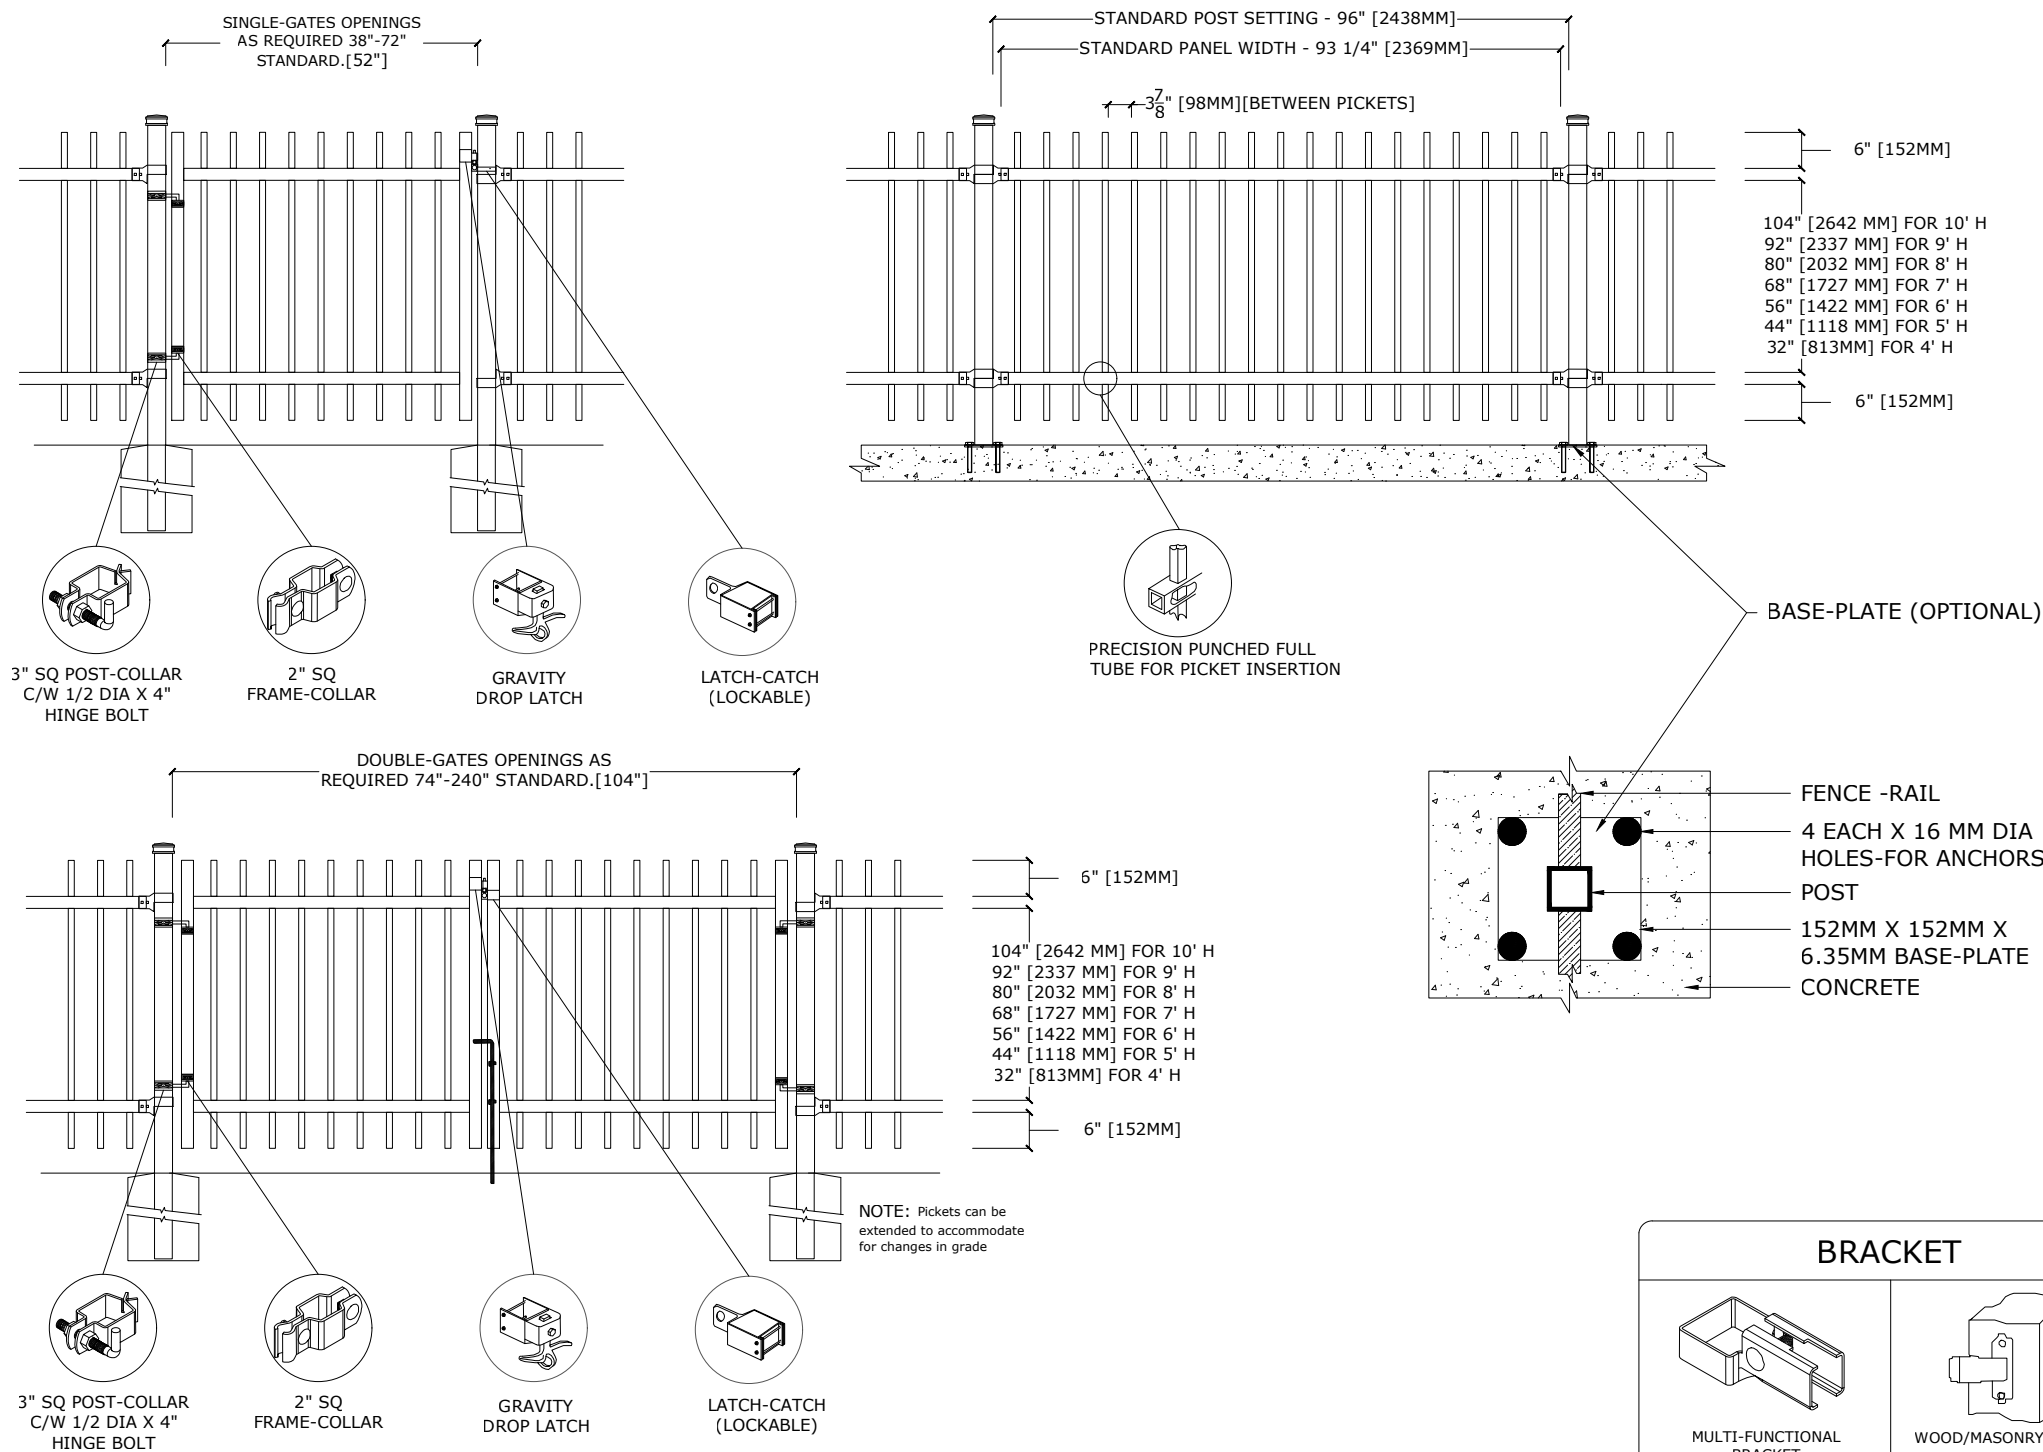 SINGLE-GATES OPENINGS
AS REQUIRED 38"-72"
STANDARD.[52"]
STANDARD POST SETTING - 96" [2438MM]
STANDARD PANEL WIDTH - 93 1/4" [2369MM]
3 7/8" [98MM][BETWEEN PICKETS]
6" [152MM]
104" [2642 MM] FOR 10' H
92" [2337 MM] FOR 9' H
80" [2032 MM] FOR 8' H
68" [1727 MM] FOR 7' H
56" [1422 MM] FOR 6' H
44" [1118 MM] FOR 5' H
32" [813MM] FOR 4' H
6" [152MM]
3" SQ POST-COLLAR
C/W 1/2 DIA X 4"
HINGE BOLT
2" SQ
FRAME-COLLAR
GRAVITY
DROP LATCH
LATCH-CATCH
(LOCKABLE)
PRECISION PUNCHED FULL
TUBE FOR PICKET INSERTION
BASE-PLATE (OPTIONAL)
FENCE -RAIL
4 EACH X 16 MM DIA
HOLES-FOR ANCHORS
POST
152MM X 152MM X
6.35MM BASE-PLATE
CONCRETE
DOUBLE-GATES OPENINGS AS
REQUIRED 74"-240" STANDARD.[104"]
6" [152MM]
104" [2642 MM] FOR 10' H
92" [2337 MM] FOR 9' H
80" [2032 MM] FOR 8' H
68" [1727 MM] FOR 7' H
56" [1422 MM] FOR 6' H
44" [1118 MM] FOR 5' H
32" [813MM] FOR 4' H
6" [152MM]
NOTE: Pickets can be
extended to accommodate
for changes in grade
3" SQ POST-COLLAR
C/W 1/2 DIA X 4"
HINGE BOLT
2" SQ
FRAME-COLLAR
GRAVITY
DROP LATCH
LATCH-CATCH
(LOCKABLE)
BRACKET
MULTI-FUNCTIONAL
BRACKET
WOOD/MASONRY